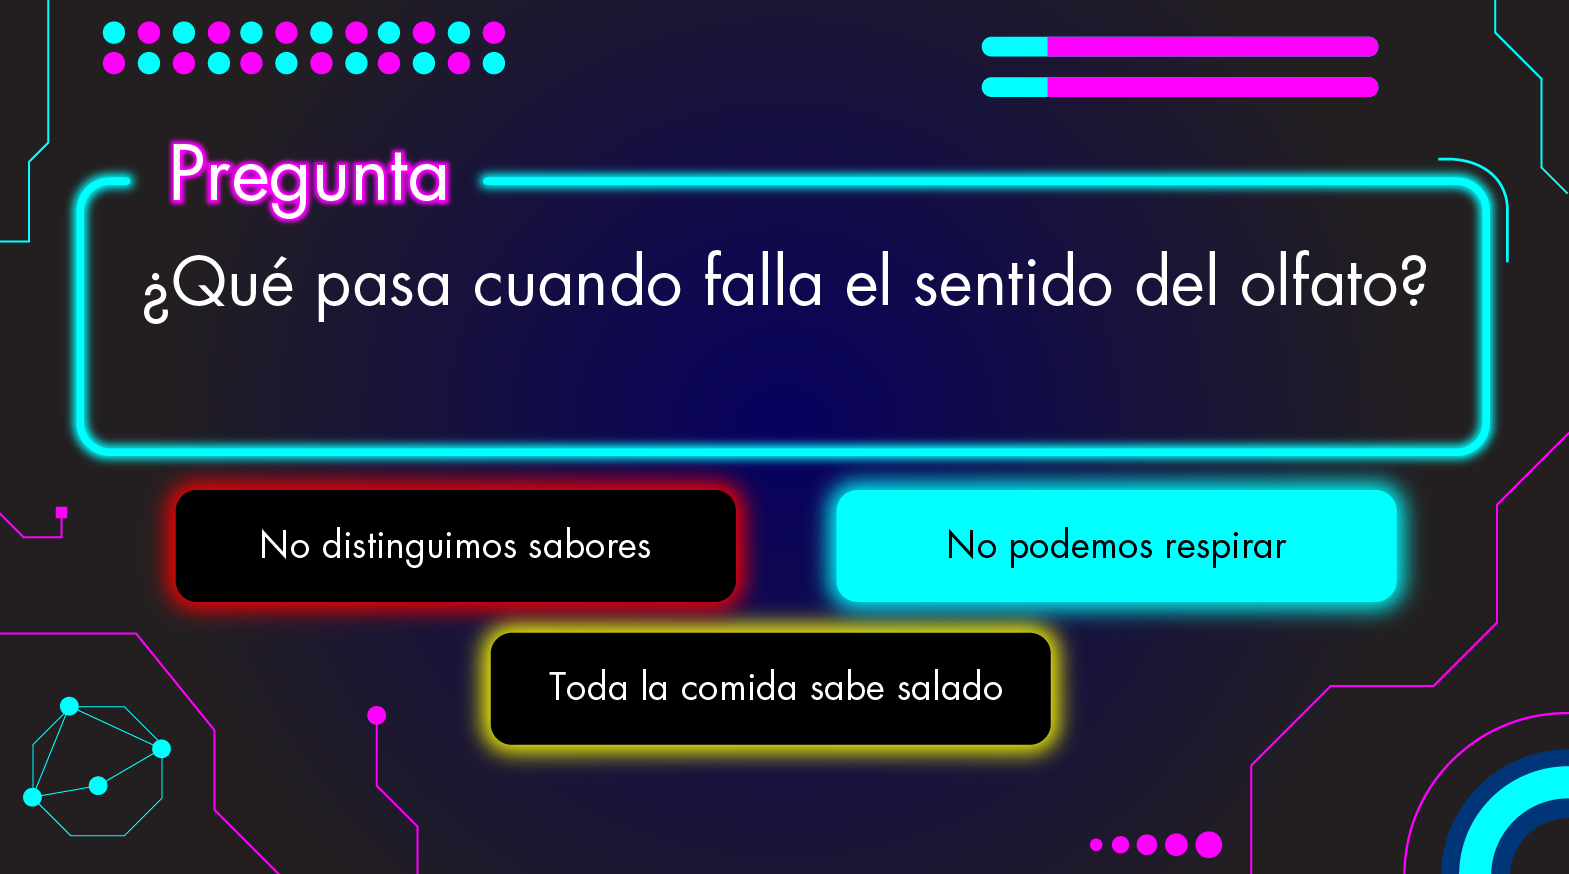 Pregunta
¿Qué pasa cuando falla el sentido del olfato?
No distinguimos sabores
No podemos respirar
Toda la comida sabe salado